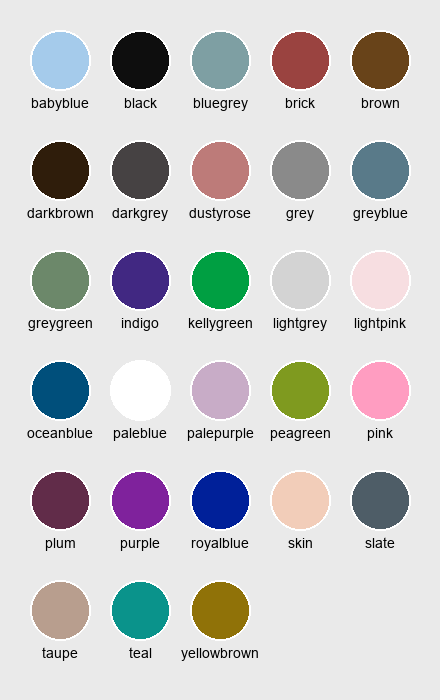 babyblue black bluegrey brick brown
darkbrown darkgrey dustyrose grey greyblue
greygreen indigo kellygreen lightgrey lightpink
oceanblue paleblue palepurple peagreen pink
plum purple royalblue skin slate
taupe teal yellowbrown